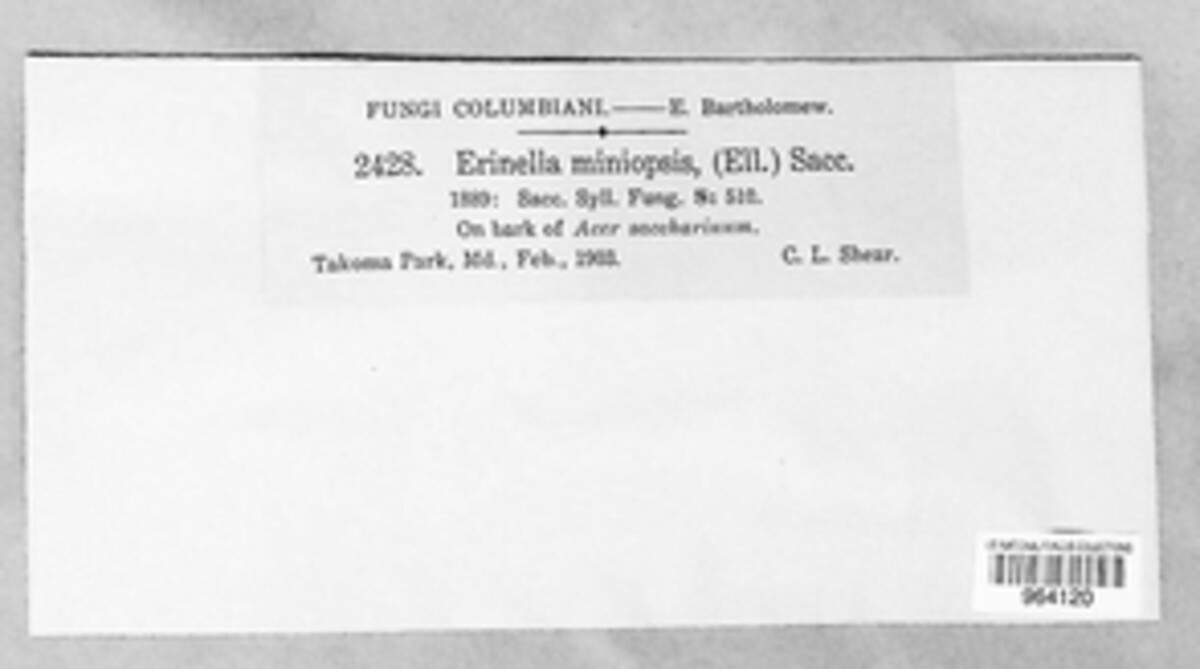 FUNGI COLUMBIANI.——E. Bartholomew.
2428. Erinella miniopsis, (Ell.) Sacc.
1889: Sacc. Syll. Fung. 8: 510.
On bark of Acer saccharinum.
Takoma Park, Md., Feb.,
C. L. Shear.
964120